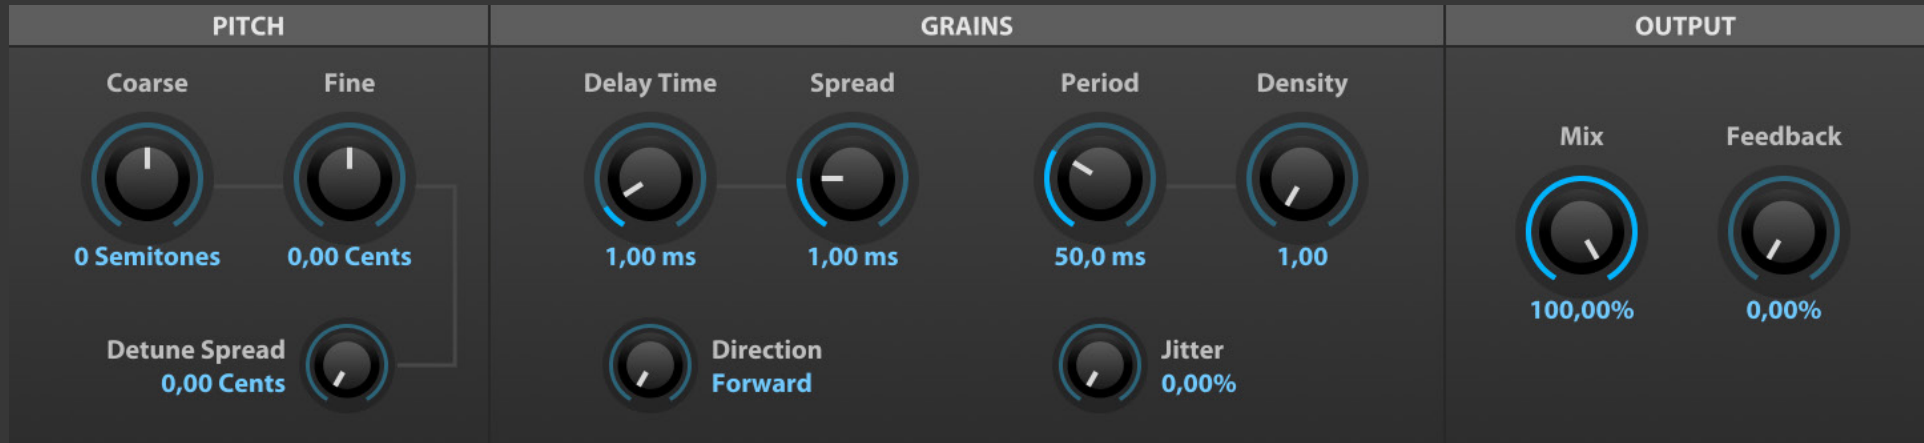 PITCH
GRAINS
OUTPUT
Coarse
Fine
Delay Time
Spread
Period
Density
Mix
Feedback
0 Semitones
0,00 Cents
1,00 ms
1,00 ms
50,0 ms
1,00
100,00%
0,00%
Detune Spread
0,00 Cents
Direction
Forward
Jitter
0,00%